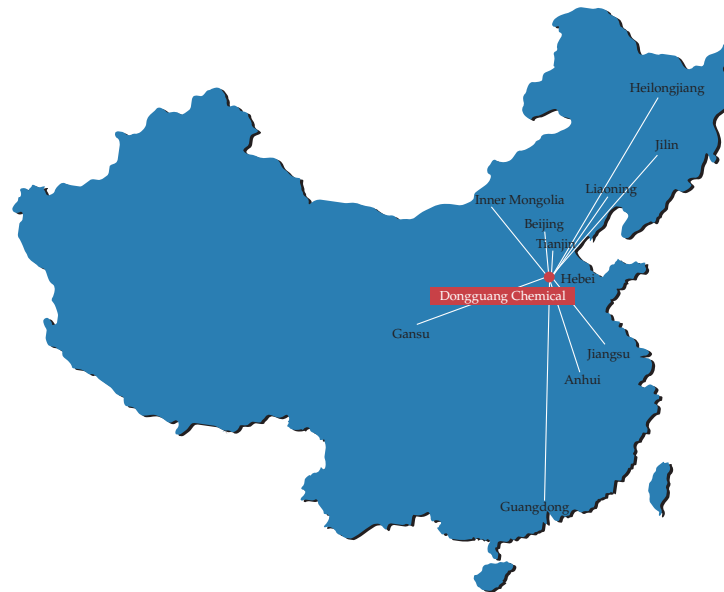 Heilongjiang
Jilin
Liaoning
Inner Mongolia
Beijing
Tianjin
Hebei
Dongguang Chemical
Gansu
Jiangsu
Anhui
Guangdong